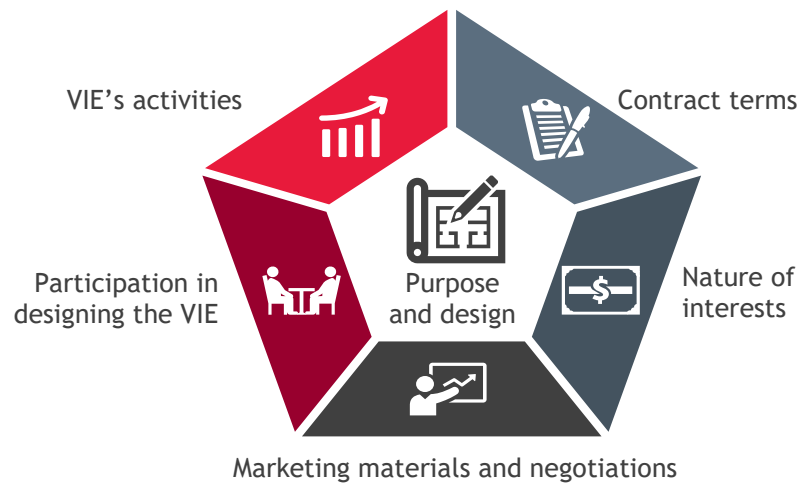 VIE's activities
Contract terms
Purpose
and design
Participation in
designing the VIE
$
Nature of
interests
Marketing materials and negotiations